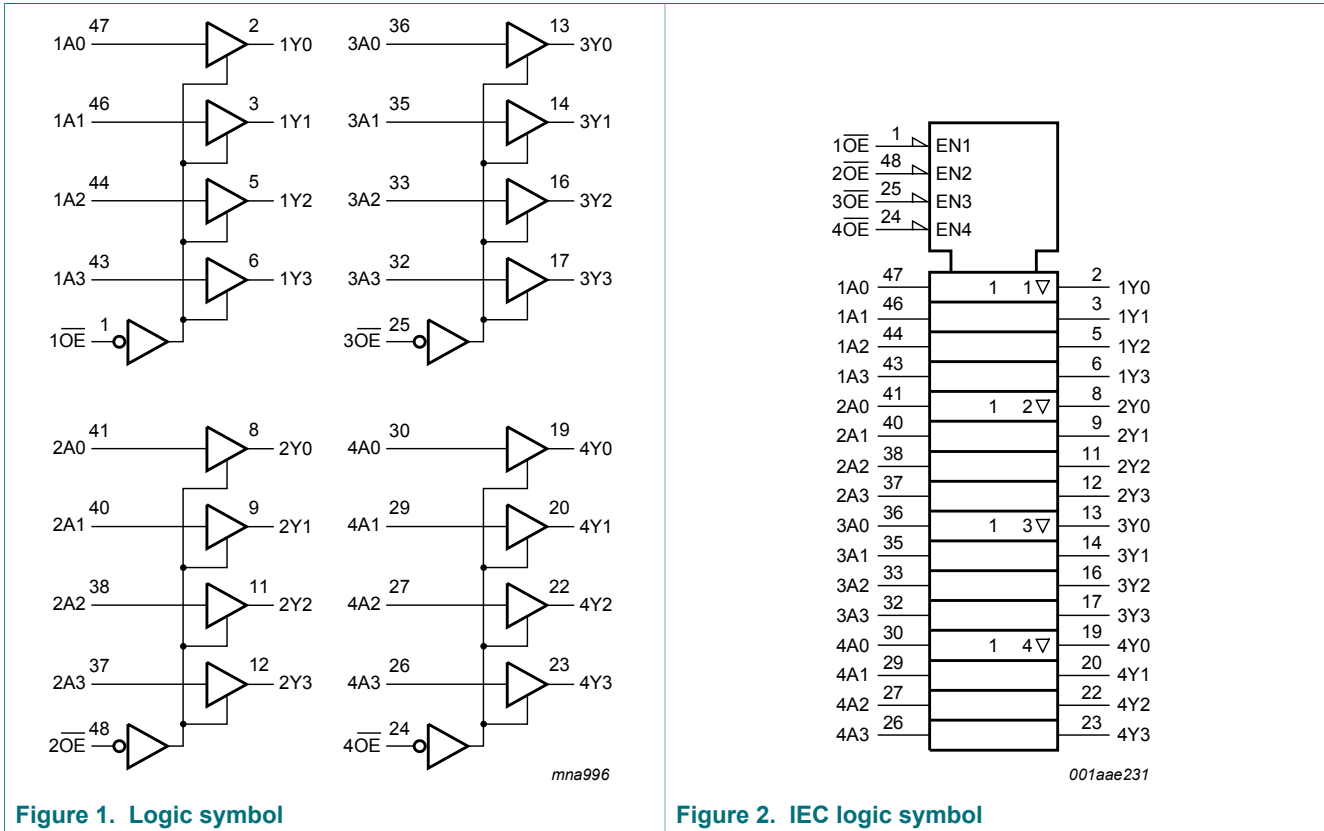 47 2
1A0 1Y0
46 3
1A1 1Y1
44 5
1A2 1Y2
43 6
1A3 1Y3
1
1O̅E̅
36 13
3A0 3Y0
35 14
3A1 3Y1
33 16
3A2 3Y2
32 17
3A3 3Y3
25
3O̅E̅
41 8
2A0 2Y0
40 9
2A1 2Y1
38 11
2A2 2Y2
37 12
2A3 2Y3
48
2O̅E̅
30 19
4A0 4Y0
29 20
4A1 4Y1
27 22
4A2 4Y2
26 23
4A3 4Y3
24
4O̅E̅
mna996
Figure 1. Logic symbol
1O̅E̅ 1 EN1
2O̅E̅ 48 EN2
3O̅E̅ 25 EN3
4O̅E̅ 24 EN4
1A0 47 1 1▽ 2 1Y0
1A1 46 3 1Y1
1A2 44 5 1Y2
1A3 43 6 1Y3
2A0 41 1 2▽ 8 2Y0
2A1 40 9 2Y1
2A2 38 11 2Y2
2A3 37 12 2Y3
3A0 36 1 3▽ 13 3Y0
3A1 35 14 3Y1
3A2 33 16 3Y2
3A3 32 17 3Y3
4A0 30 1 4▽ 19 4Y0
4A1 29 20 4Y1
4A2 27 22 4Y2
4A3 26 23 4Y3
001aae231
Figure 2. IEC logic symbol